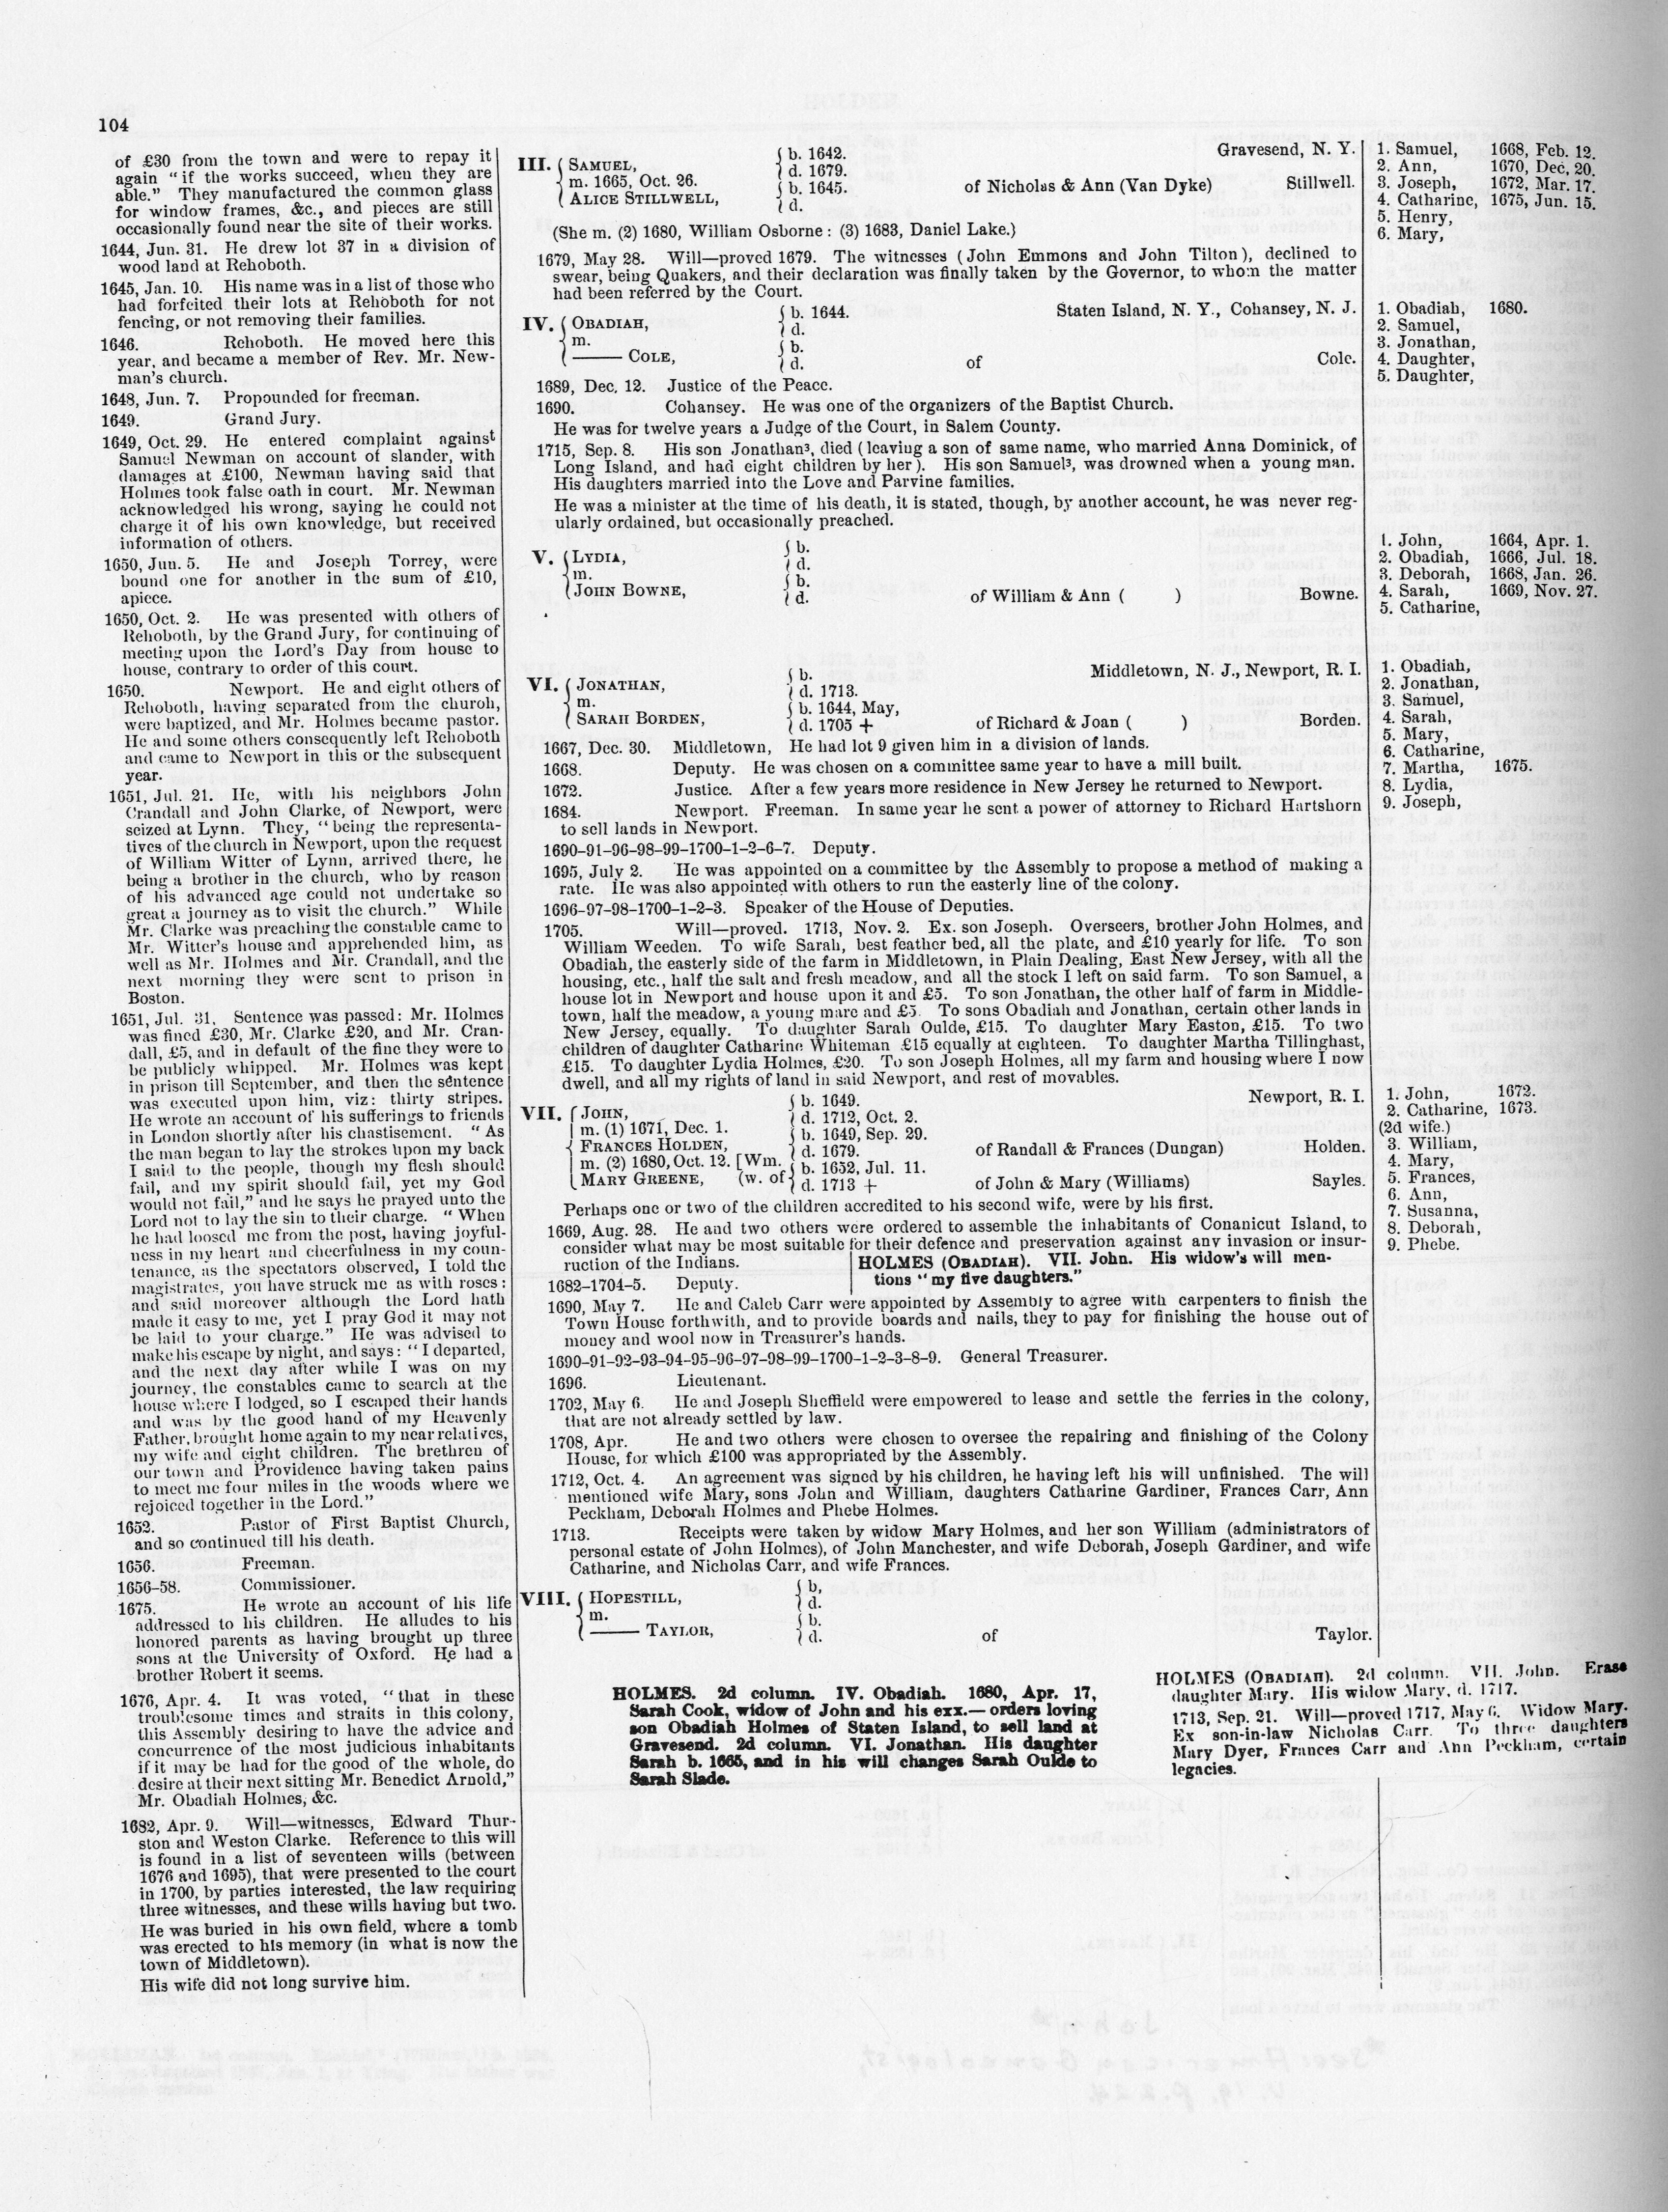 104
of £30 from the town and were to repay it
again "if the works succeed, when they are
able." They manufactured the common glass
for window frames, &c., and pieces are still
occasionally found near the site of their works.
1644, Jun. 31. He drew lot 37 in a division of
wood land at Rehoboth.
1645, Jan. 10. His name was in a list of those who
had forfeited their lots at Rehoboth for not
fencing, or not removing their families.
1646. Rehoboth. He moved here this
year, and became a member of Rev. Mr. New-
man's church.
1648, Jun. 7. Propounded for freeman.
1649. Grand Jury.
1649, Oct. 29. He entered complaint against
Samuel Newman on account of slander, with
damages at £100, Newman having said that
Holmes took false oath in court. Mr. Newman
acknowledged his wrong, saying he could not
charge it of his own knowledge, but received
information of others.
1650, Jun. 5. He and Joseph Torrey, were
bound one for another in the sum of £10,
apiece.
1650, Oct. 2. He was presented with others of
Rehoboth, by the Grand Jury, for continuing of
meeting upon the Lord's Day from house to
house, contrary to order of this court.
1650. Newport. He and eight others of
Rehoboth, having separated from the church,
were baptized, and Mr. Holmes became pastor.
He and some others consequently left Rehoboth
and came to Newport in this or the subsequent
year.
1651, Jul. 21. He, with his neighbors John
Crandall and John Clarke, of Newport, were
seized at Lynn. They, "being the representa-
tives of the church in Newport, upon the request
of William Witter of Lynn, arrived there, he
being a brother in the church, who by reason
of his advanced age could not undertake so
great a journey as to visit the church." While
Mr. Clarke was preaching the constable came to
Mr. Witter's house and apprehended him, as
well as Mr. Holmes and Mr. Crandall, and the
next morning they were sent to prison in
Boston.
1651, Jul. 31. Sentence was passed: Mr. Holmes
was fined £30, Mr. Clarke £20, and Mr. Cran-
dall, £5, and in default of the fine they were to
be publicly whipped. Mr. Holmes was kept
in prison till September, and then the sentence
was executed upon him, viz: thirty stripes.
He wrote an account of his sufferings to friends
in London shortly after his chastisement. "As
the man began to lay the strokes upon my back
I said to the people, though my flesh should
fail, and my spirit should fail, yet my God
would not fail," and he says he prayed unto the
Lord not to lay the sin to their charge. "When
he had loosed me from the post, having joyful-
ness in my heart and cheerfulness in my coun-
tenance, as the spectators observed, I told the
magistrates, you have struck me as with roses:
and said moreover although the Lord hath
made it easy to me, yet I pray God it may not
be laid to your charge." He was advised to
make his escape by night, and says: "I departed,
and the next day after while I was on my
journey, the constables came to search at the
house where I lodged, so I escaped their hands
and was by the good hand of my Heavenly
Father, brought home again to my near relatives,
my wife and eight children. The brethren of
our town and Providence having taken pains
to meet me four miles in the woods where we
rejoiced together in the Lord."
1652. Pastor of First Baptist Church,
and so continued till his death.
1656. Freeman.
1656-58. Commissioner.
1675. He wrote an account of his life
addressed to his children. He alludes to his
honored parents as having brought up three
sons at the University of Oxford. He had a
brother Robert it seems.
1676, Apr. 4. It was voted, "that in these
troublesome times and straits in this colony,
this Assembly desiring to have the advice and
concurrence of the most judicious inhabitants
if it may be had for the good of the whole, do
desire at their next sitting Mr. Benedict Arnold,"
Mr. Obadiah Holmes, &c.
1682, Apr. 9. Will—witnesses, Edward Thur-
ston and Weston Clarke. Reference to this will
is found in a list of seventeen wills (between
1676 and 1695), that were presented to the court
in 1700, by parties interested, the law requiring
three witnesses, and these wills having but two.
He was buried in his own field, where a tomb
was erected to his memory (in what is now the
town of Middletown).
His wife did not long survive him.
III. SAMUEL, b. 1642. Gravesend, N. Y.
d. 1679.
m. 1665, Oct. 26.
ALICE STILLWELL, b. 1645. of Nicholas & Ann (Van Dyke) Stillwell.
d.
(She m. (2) 1680, William Osborne: (3) 1683, Daniel Lake.)
1679, May 28. Will—proved 1679. The witnesses (John Emmons and John Tilton), declined to
swear, being Quakers, and their declaration was finally taken by the Governor, to whom the matter
had been referred by the Court.
IV. OBADIAH, b. 1644. Staten Island, N. Y., Cohansey, N. J.
d.
m.
—— COLE, b.
d. of Cole.
1689, Dec. 12. Justice of the Peace.
1690. Cohansey. He was one of the organizers of the Baptist Church.
He was for twelve years a Judge of the Court, in Salem County.
1715, Sep. 8. His son Jonathan³, died (leaving a son of same name, who married Anna Dominick, of
Long Island, and had eight children by her). His son Samuel³, was drowned when a young man.
His daughters married into the Love and Parvine families.
He was a minister at the time of his death, it is stated, though, by another account, he was never reg-
ularly ordained, but occasionally preached.
V. LYDIA, b.
d.
m.
JOHN BOWNE, b.
d. of William & Ann ( ) Bowne.
VI. JONATHAN, b. Middletown, N. J., Newport, R. I.
d. 1713.
m.
SARAH BORDEN, b. 1644, May,
d. 1705 + of Richard & Joan ( ) Borden.
1667, Dec. 30. Middletown, He had lot 9 given him in a division of lands.
1668. Deputy. He was chosen on a committee same year to have a mill built.
1672. Justice. After a few years more residence in New Jersey he returned to Newport.
1684. Newport. Freeman. In same year he sent a power of attorney to Richard Hartshorn
to sell lands in Newport.
1690-91-96-98-99-1700-1-2-6-7. Deputy.
1695, July 2. He was appointed on a committee by the Assembly to propose a method of making a
rate. He was also appointed with others to run the easterly line of the colony.
1696-97-98-1700-1-2-3. Speaker of the House of Deputies.
1705. Will—proved. 1713, Nov. 2. Ex. son Joseph. Overseers, brother John Holmes, and
William Weeden. To wife Sarah, best feather bed, all the plate, and £10 yearly for life. To son
Obadiah, the easterly side of the farm in Middletown, in Plain Dealing, East New Jersey, with all the
housing, etc., half the salt and fresh meadow, and all the stock I left on said farm. To son Samuel, a
house lot in Newport and house upon it and £5. To son Jonathan, the other half of farm in Middle-
town, half the meadow, a young mare and £5. To sons Obadiah and Jonathan, certain other lands in
New Jersey, equally. To daughter Sarah Oulde, £15. To daughter Mary Easton, £15. To two
children of daughter Catharine Whiteman £15 equally at eighteen. To daughter Martha Tillinghast,
£15. To daughter Lydia Holmes, £20. To son Joseph Holmes, all my farm and housing where I now
dwell, and all my rights of land in said Newport, and rest of movables.
VII. JOHN, b. 1649. Newport, R. I.
d. 1712, Oct. 2.
m. (1) 1671, Dec. 1.
FRANCES HOLDEN, b. 1649, Sep. 29.
d. 1679. of Randall & Frances (Dungan) Holden.
m. (2) 1680, Oct. 12. [Wm.
MARY GREENE, (w. of b. 1652, Jul. 11.
d. 1713 + of John & Mary (Williams) Sayles.
Perhaps one or two of the children accredited to his second wife, were by his first.
1669, Aug. 28. He and two others were ordered to assemble the inhabitants of Conanicut Island, to
consider what may be most suitable for their defence and preservation against any invasion or insur-
ruction of the Indians.
HOLMES (OBADIAH). VII. John. His widow's will men-
tions "my five daughters."
1682-1704-5. Deputy.
1690, May 7. He and Caleb Carr were appointed by Assembly to agree with carpenters to finish the
Town House forthwith, and to provide boards and nails, they to pay for finishing the house out of
money and wool now in Treasurer's hands.
1690-91-92-93-94-95-96-97-98-99-1700-1-2-3-8-9. General Treasurer.
1696. Lieutenant.
1702, May 6. He and Joseph Sheffield were empowered to lease and settle the ferries in the colony,
that are not already settled by law.
1708, Apr. He and two others were chosen to oversee the repairing and finishing of the Colony
House, for which £100 was appropriated by the Assembly.
1712, Oct. 4. An agreement was signed by his children, he having left his will unfinished. The will
mentioned wife Mary, sons John and William, daughters Catharine Gardiner, Frances Carr, Ann
Peckham, Deborah Holmes and Phebe Holmes.
1713. Receipts were taken by widow Mary Holmes, and her son William (administrators of
personal estate of John Holmes), of John Manchester, and wife Deborah, Joseph Gardiner, and wife
Catharine, and Nicholas Carr, and wife Frances.
VIII. HOPESTILL, b,
d.
m.
—— TAYLOR, b.
d. of Taylor.
HOLMES. 2d column. IV. Obadiah. 1680, Apr. 17,
Sarah Cook, widow of John and his exx.—orders loving
son Obadiah Holmes of Staten Island, to sell land at
Gravesend. 2d column. VI. Jonathan. His daughter
Sarah b. 1665, and in his will changes Sarah Oulde to
Sarah Slade.
HOLMES (OBADIAH). 2d column. VII. John. Erase
daughter Mary. His widow Mary, d. 1717.
1713, Sep. 21. Will—proved 1717, May 6. Widow Mary.
Ex son-in-law Nicholas Carr. To three daughters
Mary Dyer, Frances Carr and Ann Peckham, certain
legacies.
1. Samuel, 1668, Feb. 12.
2. Ann, 1670, Dec. 20.
3. Joseph, 1672, Mar. 17.
4. Catharine, 1675, Jun. 15.
5. Henry,
6. Mary,
1. Obadiah, 1680.
2. Samuel,
3. Jonathan,
4. Daughter,
5. Daughter,
1. John, 1664, Apr. 1.
2. Obadiah, 1666, Jul. 18.
3. Deborah, 1668, Jan. 26.
4. Sarah, 1669, Nov. 27.
5. Catharine,
1. Obadiah,
2. Jonathan,
3. Samuel,
4. Sarah,
5. Mary,
6. Catharine,
7. Martha, 1675.
8. Lydia,
9. Joseph,
1. John, 1672.
2. Catharine, 1673.
(2d wife.)
3. William,
4. Mary,
5. Frances,
6. Ann,
7. Susanna,
8. Deborah,
9. Phebe.